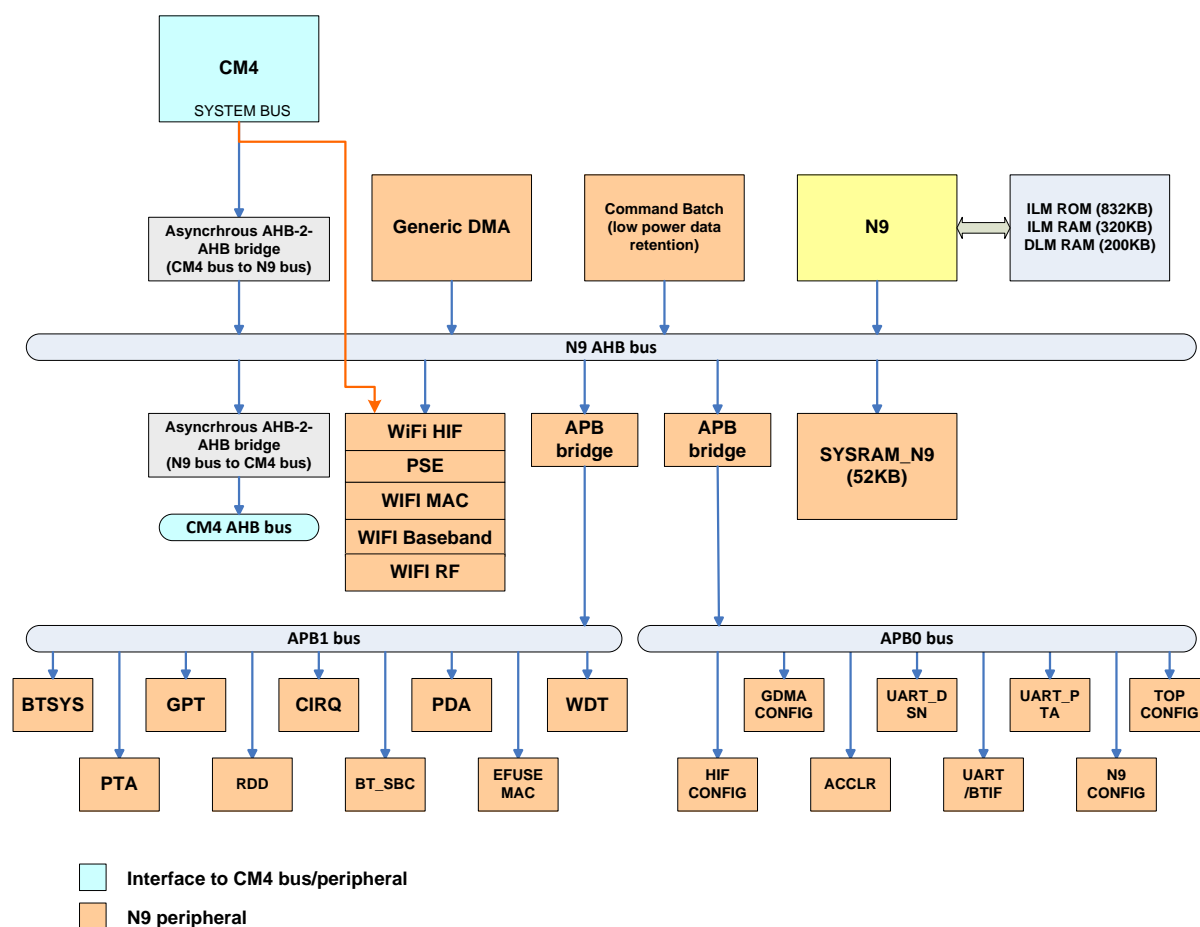 CM4
SYSTEM BUS
Asyncrhrous AHB-2-
AHB bridge
(CM4 bus to N9 bus)
Generic DMA
Command Batch
(low power data
retention)
N9
ILM ROM (832KB)
ILM RAM (320KB)
DLM RAM (200KB)
N9 AHB bus
Asyncrhrous AHB-2-
AHB bridge
(N9 bus to CM4 bus)
CM4 AHB bus
WiFi HIF
PSE
WIFI MAC
WIFI Baseband
WIFI RF
APB
bridge
APB
bridge
SYSRAM_N9
(52KB)
APB1 bus
APB0 bus
BTSYS
GPT
CIRQ
PDA
WDT
GDMA
CONFIG
UART_D
SN
UART_P
TA
TOP
CONFIG
PTA
RDD
BT_SBC
EFUSE
MAC
HIF
CONFIG
ACCLR
UART
/BTIF
N9
CONFIG
Interface to CM4 bus/peripheral
N9 peripheral